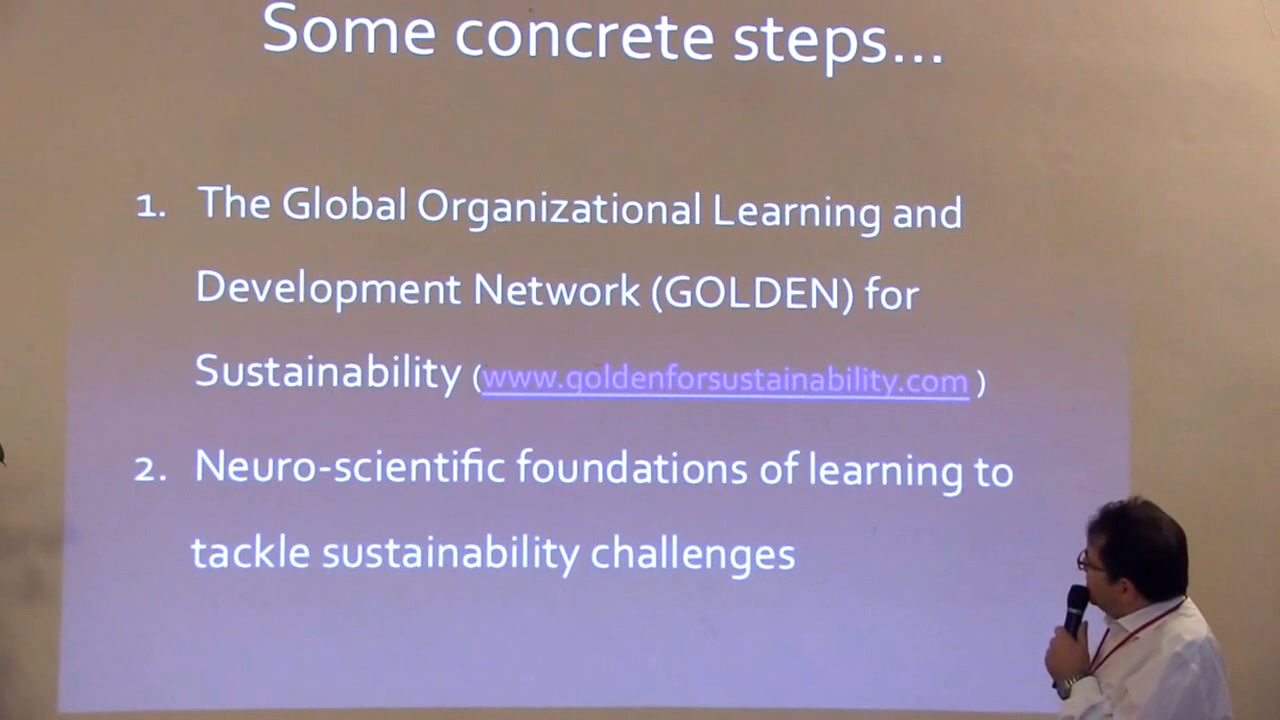 Some concrete steps...
1. The Global Organizational Learning and
Development Network (GOLDEN) for
Sustainability (www.goldenforsustainability.com )
2. Neuro-scientific foundations of learning to
tackle sustainability challenges